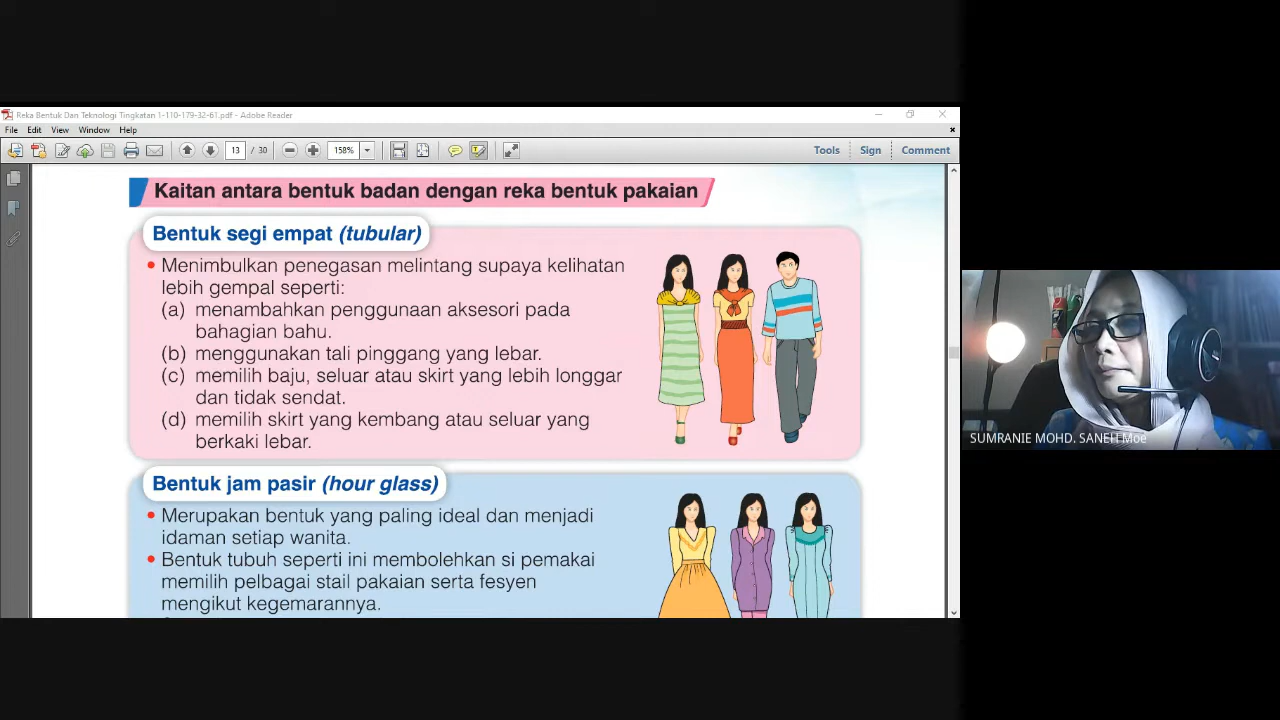 Reka Bentuk Dan Teknologi Tingkatan 1-110-179-32-61.pdf - Adobe Reader
File Edit View Window Help
13 / 30 158% Tools Sign Comment
Kaitan antara bentuk badan dengan reka bentuk pakaian
Bentuk segi empat (tubular)
• Menimbulkan penegasan melintang supaya kelihatan
lebih gempal seperti:
(a) menambahkan penggunaan aksesori pada
bahagian bahu.
(b) menggunakan tali pinggang yang lebar.
(c) memilih baju, seluar atau skirt yang lebih longgar
dan tidak sendat.
(d) memilih skirt yang kembang atau seluar yang
berkaki lebar.
Bentuk jam pasir (hour glass)
• Merupakan bentuk yang paling ideal dan menjadi
idaman setiap wanita.
• Bentuk tubuh seperti ini membolehkan si pemakai
memilih pelbagai stail pakaian serta fesyen
mengikut kegemarannya.
SUMRANIE MOHD. SANEH Moe